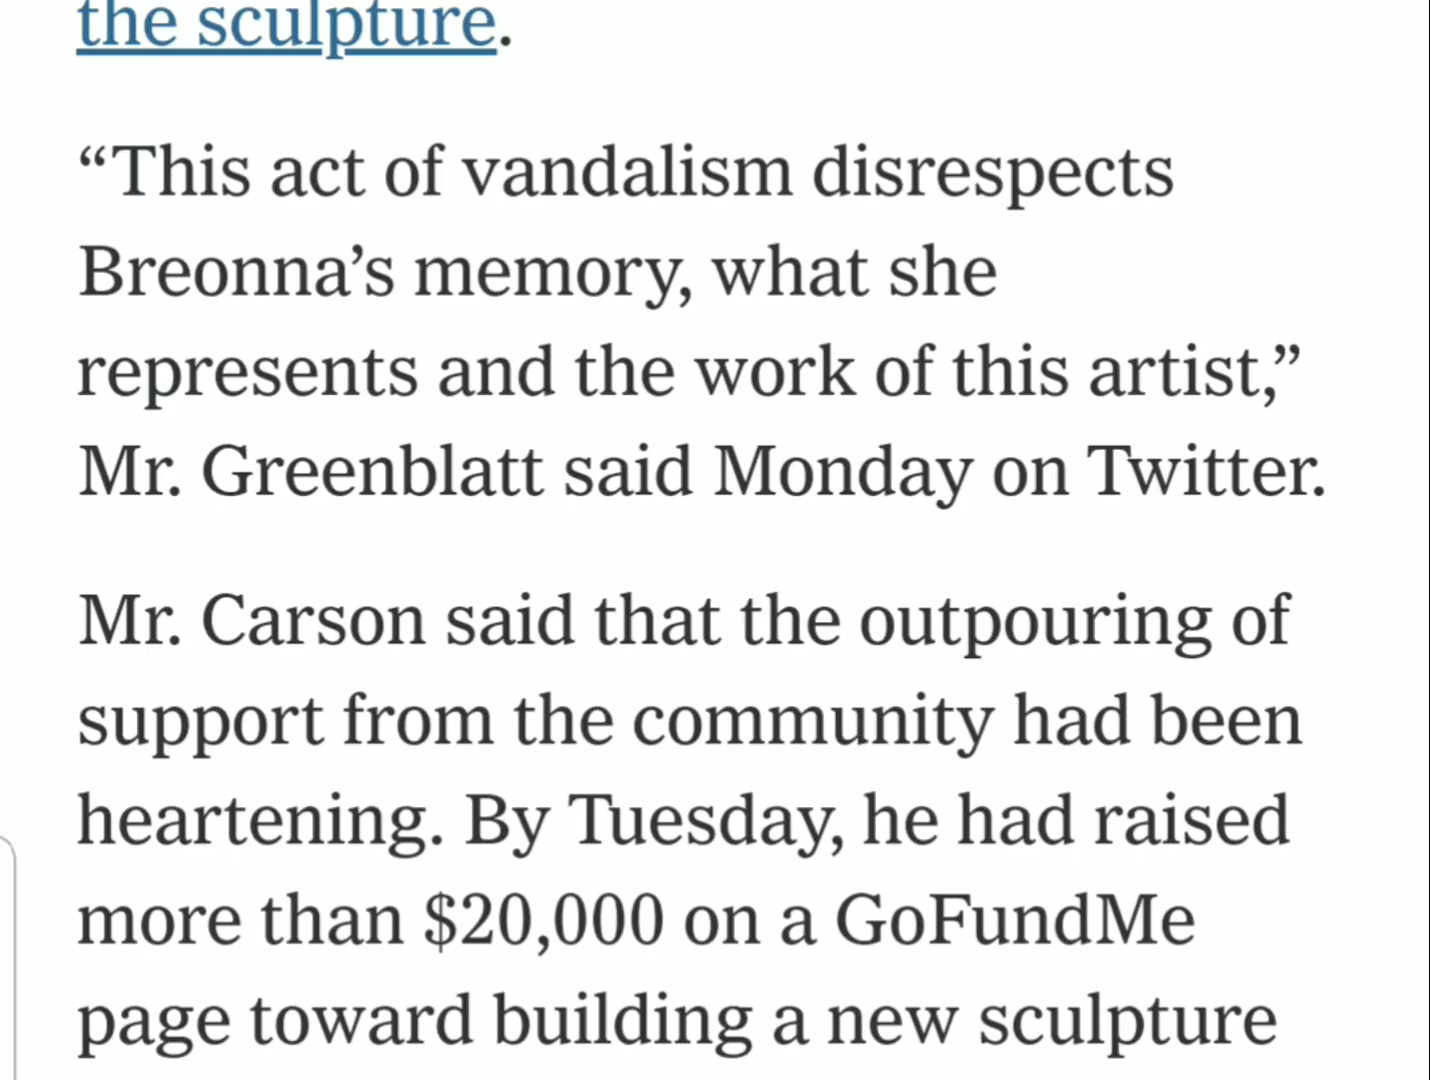 the sculpture.
“This act of vandalism disrespects
Breonna’s memory, what she
represents and the work of this artist,”
Mr. Greenblatt said Monday on Twitter.
Mr. Carson said that the outpouring of
support from the community had been
heartening. By Tuesday, he had raised
more than $20,000 on a GoFundMe
page toward building a new sculpture